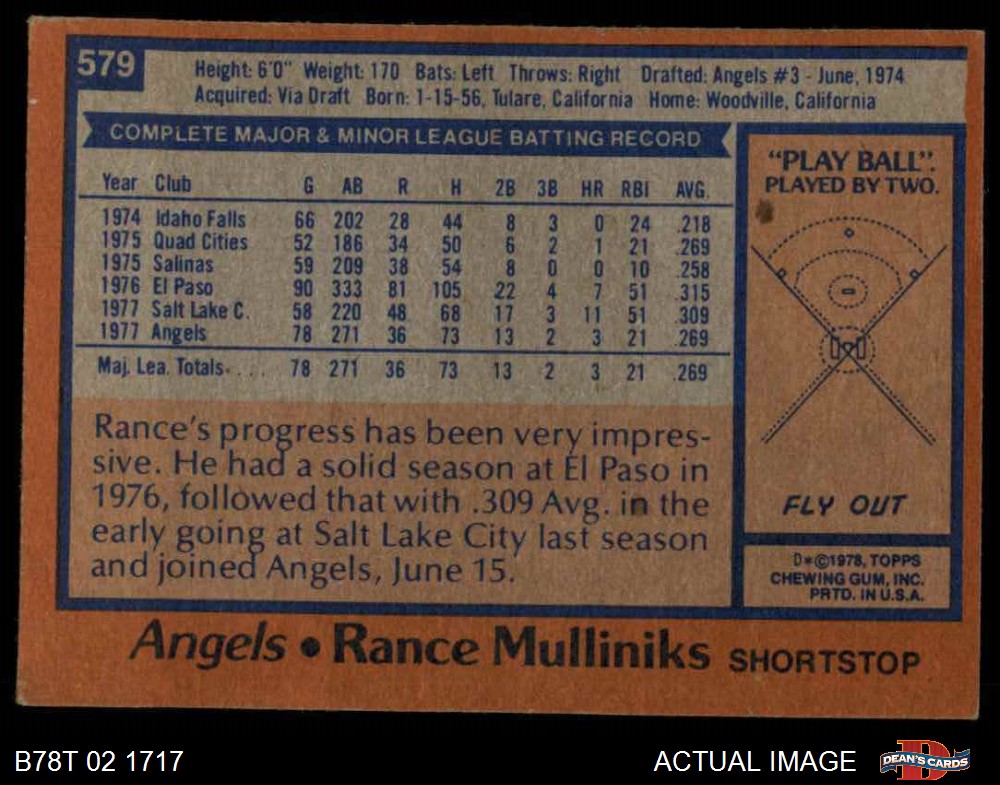 579
Height: 6'0" Weight: 170 Bats: Left Throws: Right Drafted: Angels #3 - June, 1974
Acquired: Via Draft Born: 1-15-56, Tulare, California Home: Woodville, California
COMPLETE MAJOR & MINOR LEAGUE BATTING RECORD
Year Club G AB R H 2B 3B HR RBI AVG.
1974 Idaho Falls 66 202 28 44 8 3 0 24 .218
1975 Quad Cities 52 186 34 50 6 2 1 21 .269
1975 Salinas 59 209 38 54 8 0 0 10 .258
1976 El Paso 90 333 81 105 22 4 7 51 .315
1977 Salt Lake C. 58 220 48 68 17 3 11 51 .309
1977 Angels 78 271 36 73 13 2 3 21 .269
Maj. Lea. Totals. . . . 78 271 36 73 13 2 3 21 .269
Rance's progress has been very impres-
sive. He had a solid season at El Paso in
1976, followed that with .309 Avg. in the
early going at Salt Lake City last season
and joined Angels, June 15.
"PLAY BALL".
PLAYED BY TWO.
FLY OUT
D*©1978, TOPPS
CHEWING GUM, INC.
PRTD. IN U.S.A.
Angels • Rance Mulliniks SHORTSTOP
B78T 02 1717
ACTUAL IMAGE
D
DEAN'S CARDS